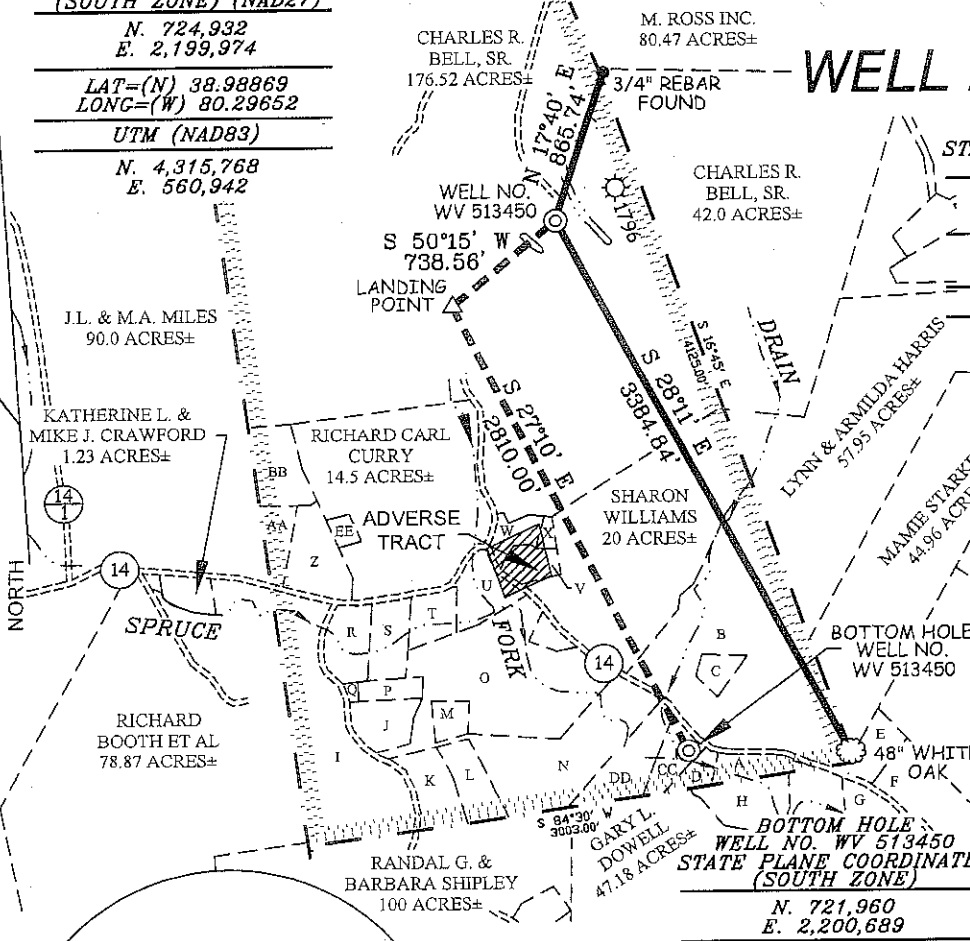 (SOUTH ZONE) (NAD27)
N. 724,932
E. 2,199,974
LAT=(N) 38.98869
LONG=(W) 80.29652
UTM (NAD83)
N. 4,315,768
E. 560,942
CHARLES R.
BELL, SR.
176.52 ACRES±
M. ROSS INC.
80.47 ACRES±
3/4" REBAR
FOUND
WELL
N 17°40' E
865.74'
CHARLES R.
BELL, SR.
42.0 ACRES±
WELL NO.
WV 513450
1796
S 50°15' W
738.56'
LANDING
POINT
J.L. & M.A. MILES
90.0 ACRES±
S 16°45' E
4125.00'
DRAIN
S 28°11' E
3384.84'
LYNN & ARMILDA HARRIS
57.95 ACRES±
MAMIE
44.96
KATHERINE L. &
MIKE J. CRAWFORD
1.23 ACRES±
RICHARD CARL
CURRY
14.5 ACRES±
S 27°10' E
2810.00'
SHARON
WILLIAMS
20 ACRES±
14
1
BB
AA
EE
Z
ADVERSE
TRACT
W
X
U
V
NORTH
14
SPRUCE
FORK
R
S
T
O
14
B
C
BOTTOM HOLE
WELL NO.
WV 513450
Q
P
J
M
I
K
L
N
DD
CC
D
A
E
F
G
H
48" WHITE
OAK
RICHARD
BOOTH ET AL
78.87 ACRES±
S 84°30' W
3003.00'
GARY L.
DOWELL
47.18 ACRES±
RANDAL G. &
BARBARA SHIPLEY
100 ACRES±
BOTTOM HOLE
WELL NO. WV 513450
STATE PLANE COORDINATE
(SOUTH ZONE)
N. 721,960
E. 2,200,689